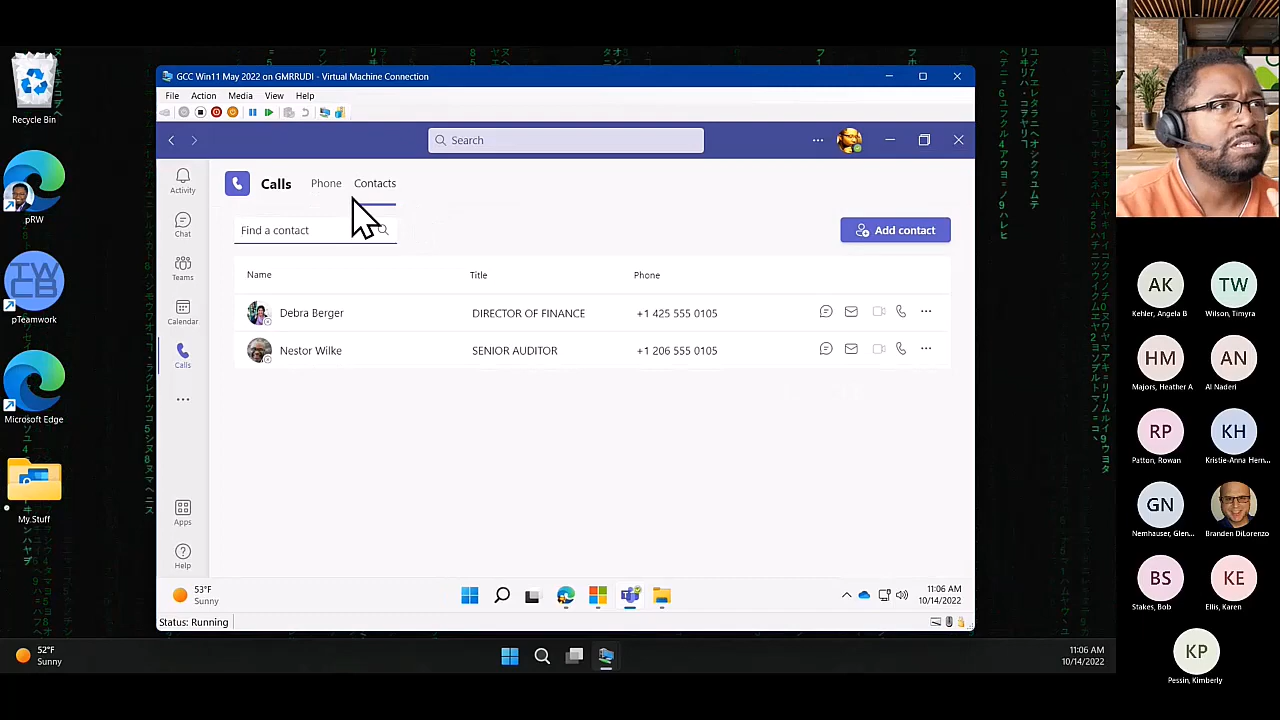 Recycle Bin
pRW
TWCB
pTeamwork
Microsoft Edge
My Stuff
GCC Win11 May 2022 on GMRRUDI - Virtual Machine Connection
File Action Media View Help
Search
Activity
Chat
Teams
Calendar
Calls
Apps
Help
Calls Phone Contacts
Find a contact
Add contact
Name Title Phone
Debra Berger DIRECTOR OF FINANCE +1 425 555 0105
Nestor Wilke SENIOR AUDITOR +1 206 555 0105
53°F
Sunny
11:06 AM
10/14/2022
Status: Running
52°F
Sunny
11:06 AM
10/14/2022
AK TW
Kehler, Angela B Wilson, Timyra
HM AN
Majors, Heather A Al Naderi
RP KH
Patton, Rowan Kristie-Anna Hern...
GN
Nemhauser, Glen... Branden DiLorenzo
BS KE
Stakes, Bob Ellis, Karen
KP
Pessin, Kimberly